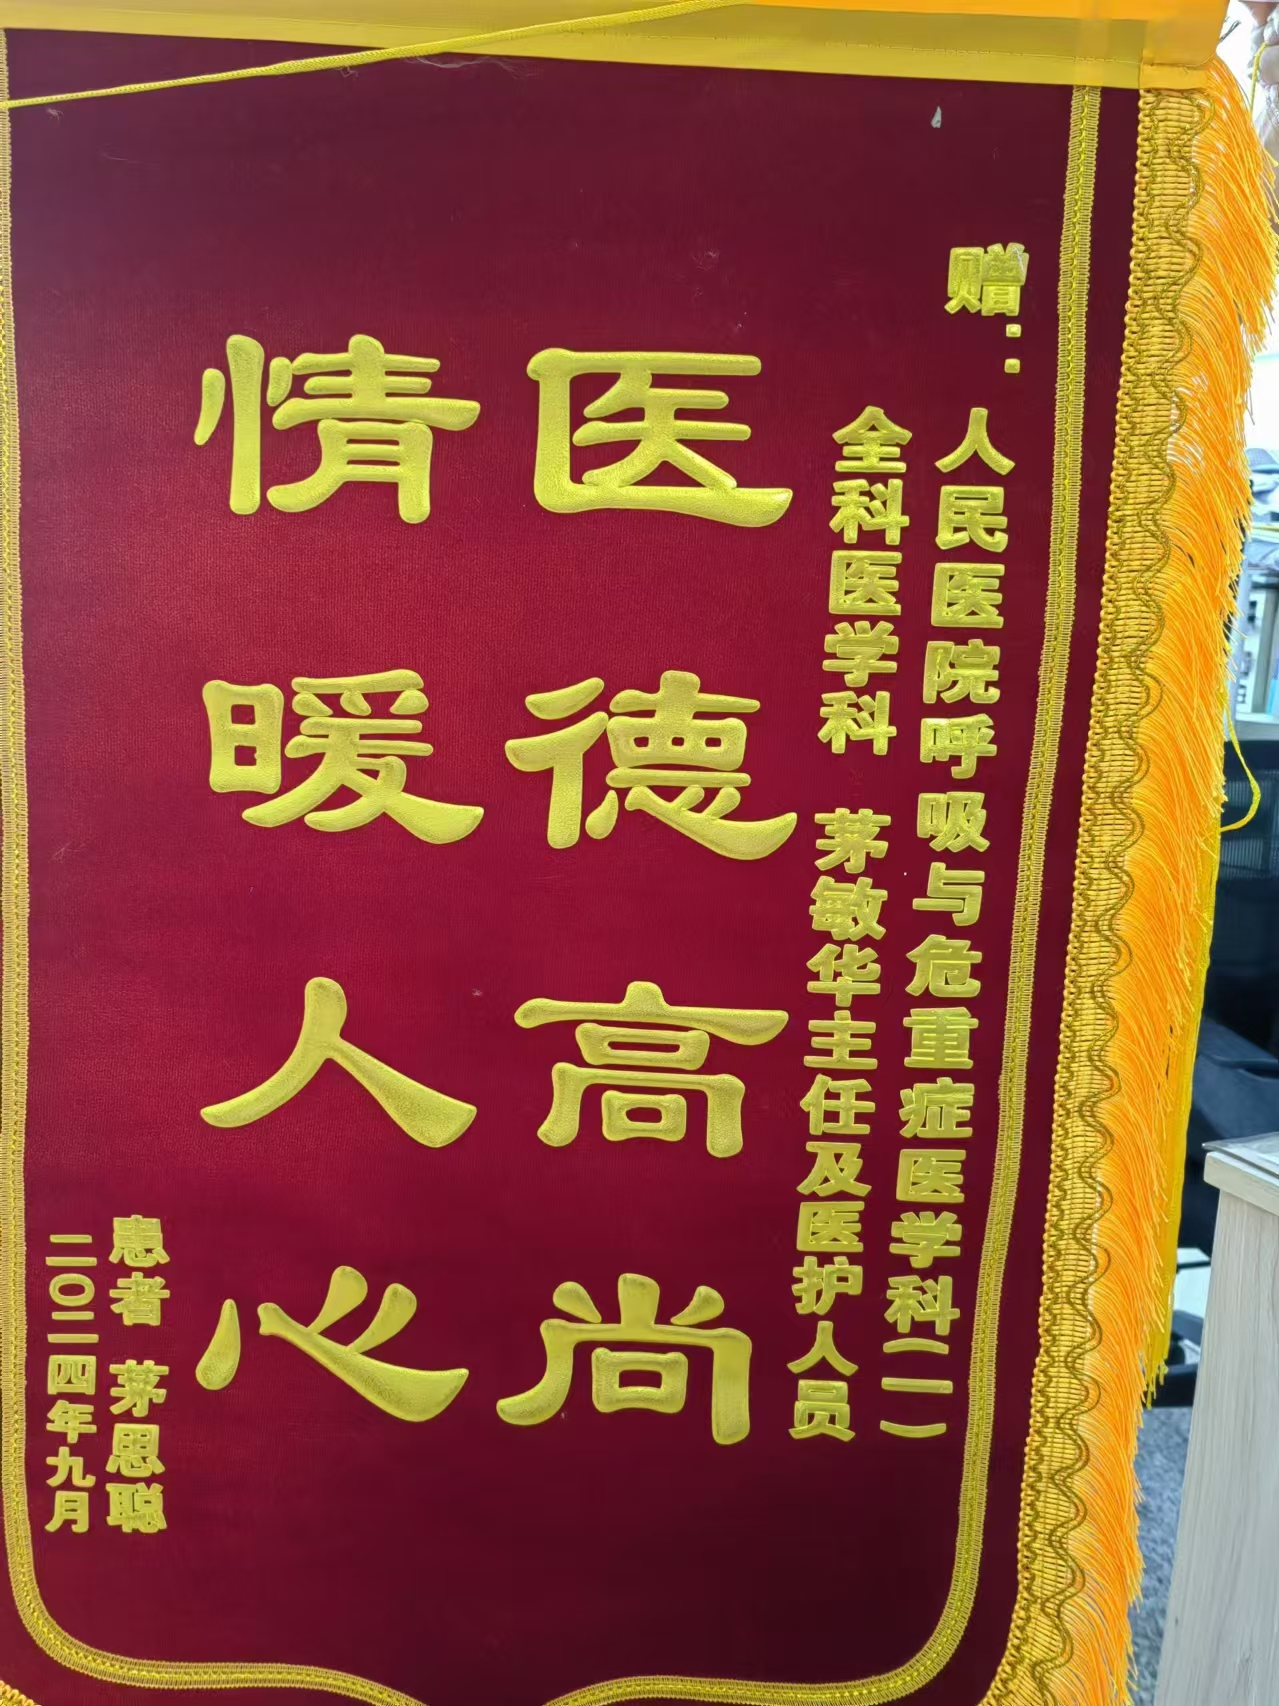 赠：
人民医院呼吸与危重症医学科(二)
全科医学科 茅敏华主任及医护人员
医德高尚
情暖人心
患者 茅思聪
二〇二四年九月